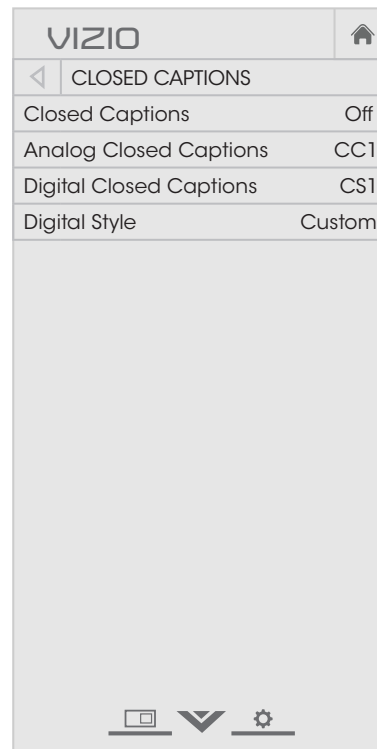 VIZIO
CLOSED CAPTIONS
Closed Captions Off
Analog Closed Captions CC1
Digital Closed Captions CS1
Digital Style Custom